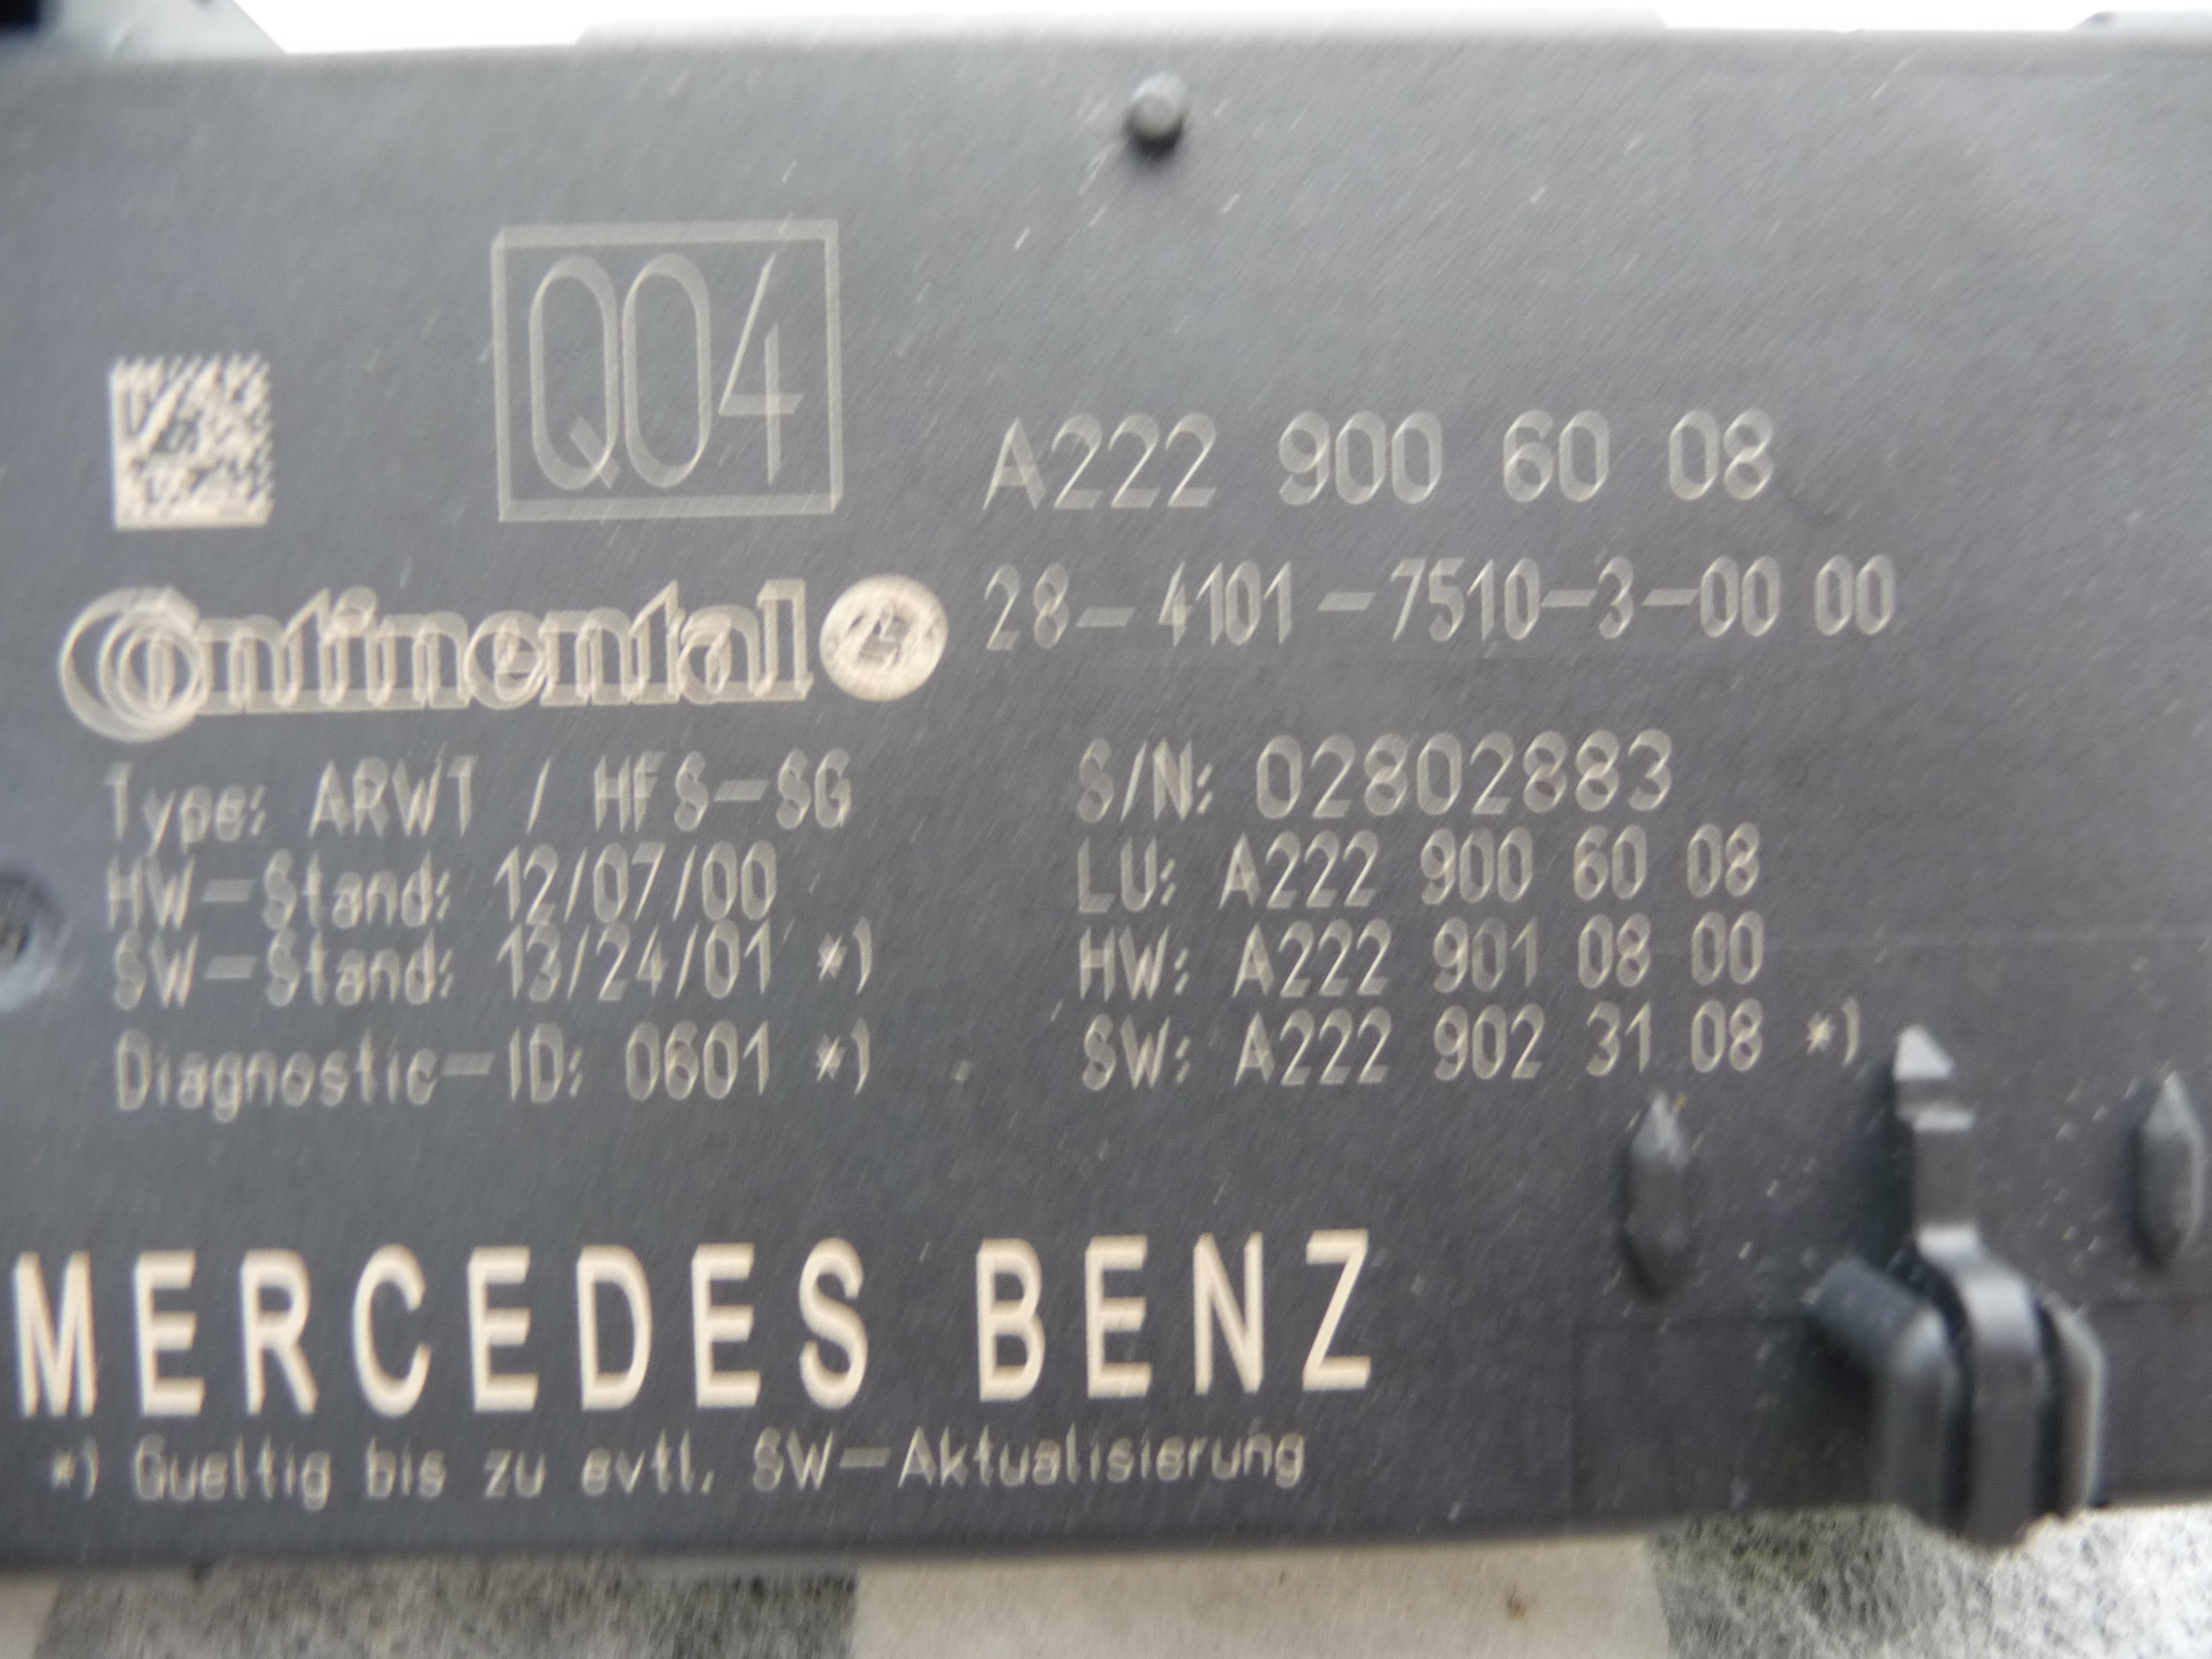 Q04
A222 900 60 08
Continental
28-4101-7510-3-00 00
Type: ARWT / HFS-SG
S/N: 02802883
HW-Stand: 12/07/00
LU: A222 900 60 08
SW-Stand: 13/24/01 *)
HW: A222 901 08 00
Diagnostic-ID: 0601 *)
SW: A222 902 31 08 *)
MERCEDES BENZ
*) Gueltig bis zu evtl. SW-Aktualisierung